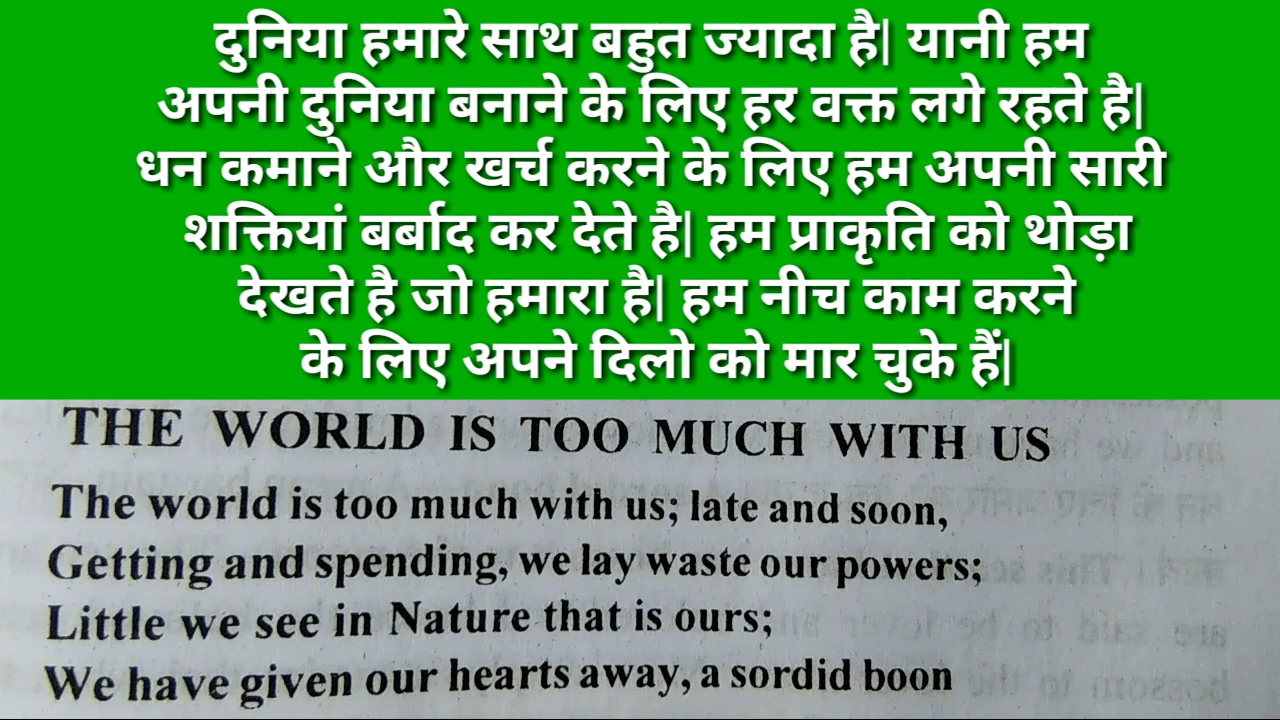 दुनिया हमारे साथ बहुत ज्यादा है| यानी हम
अपनी दुनिया बनाने के लिए हर वक्त लगे रहते है|
धन कमाने और खर्च करने के लिए हम अपनी सारी
शक्तियां बर्बाद कर देते है| हम प्राकृति को थोड़ा
देखते है जो हमारा है| हम नीच काम करने
के लिए अपने दिलो को मार चुके हैं|
THE WORLD IS TOO MUCH WITH US
The world is too much with us; late and soon,
Getting and spending, we lay waste our powers;
Little we see in Nature that is ours;
We have given our hearts away, a sordid boon